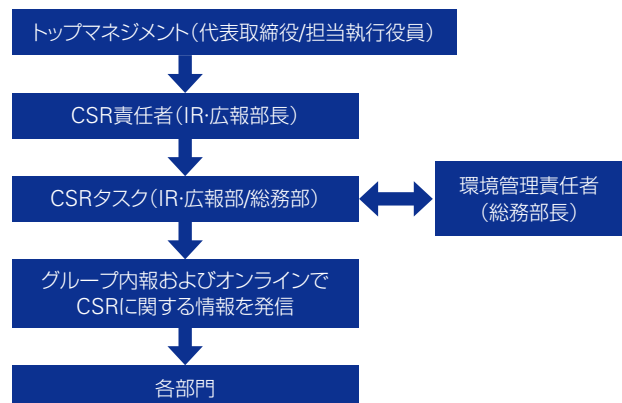 トップマネジメント（代表取締役/担当執行役員）
CSR責任者（IR・広報部長）
CSRタスク（IR・広報部/総務部）
環境管理責任者
（総務部長）
グループ内報およびオンラインで
CSRに関する情報を発信
各部門